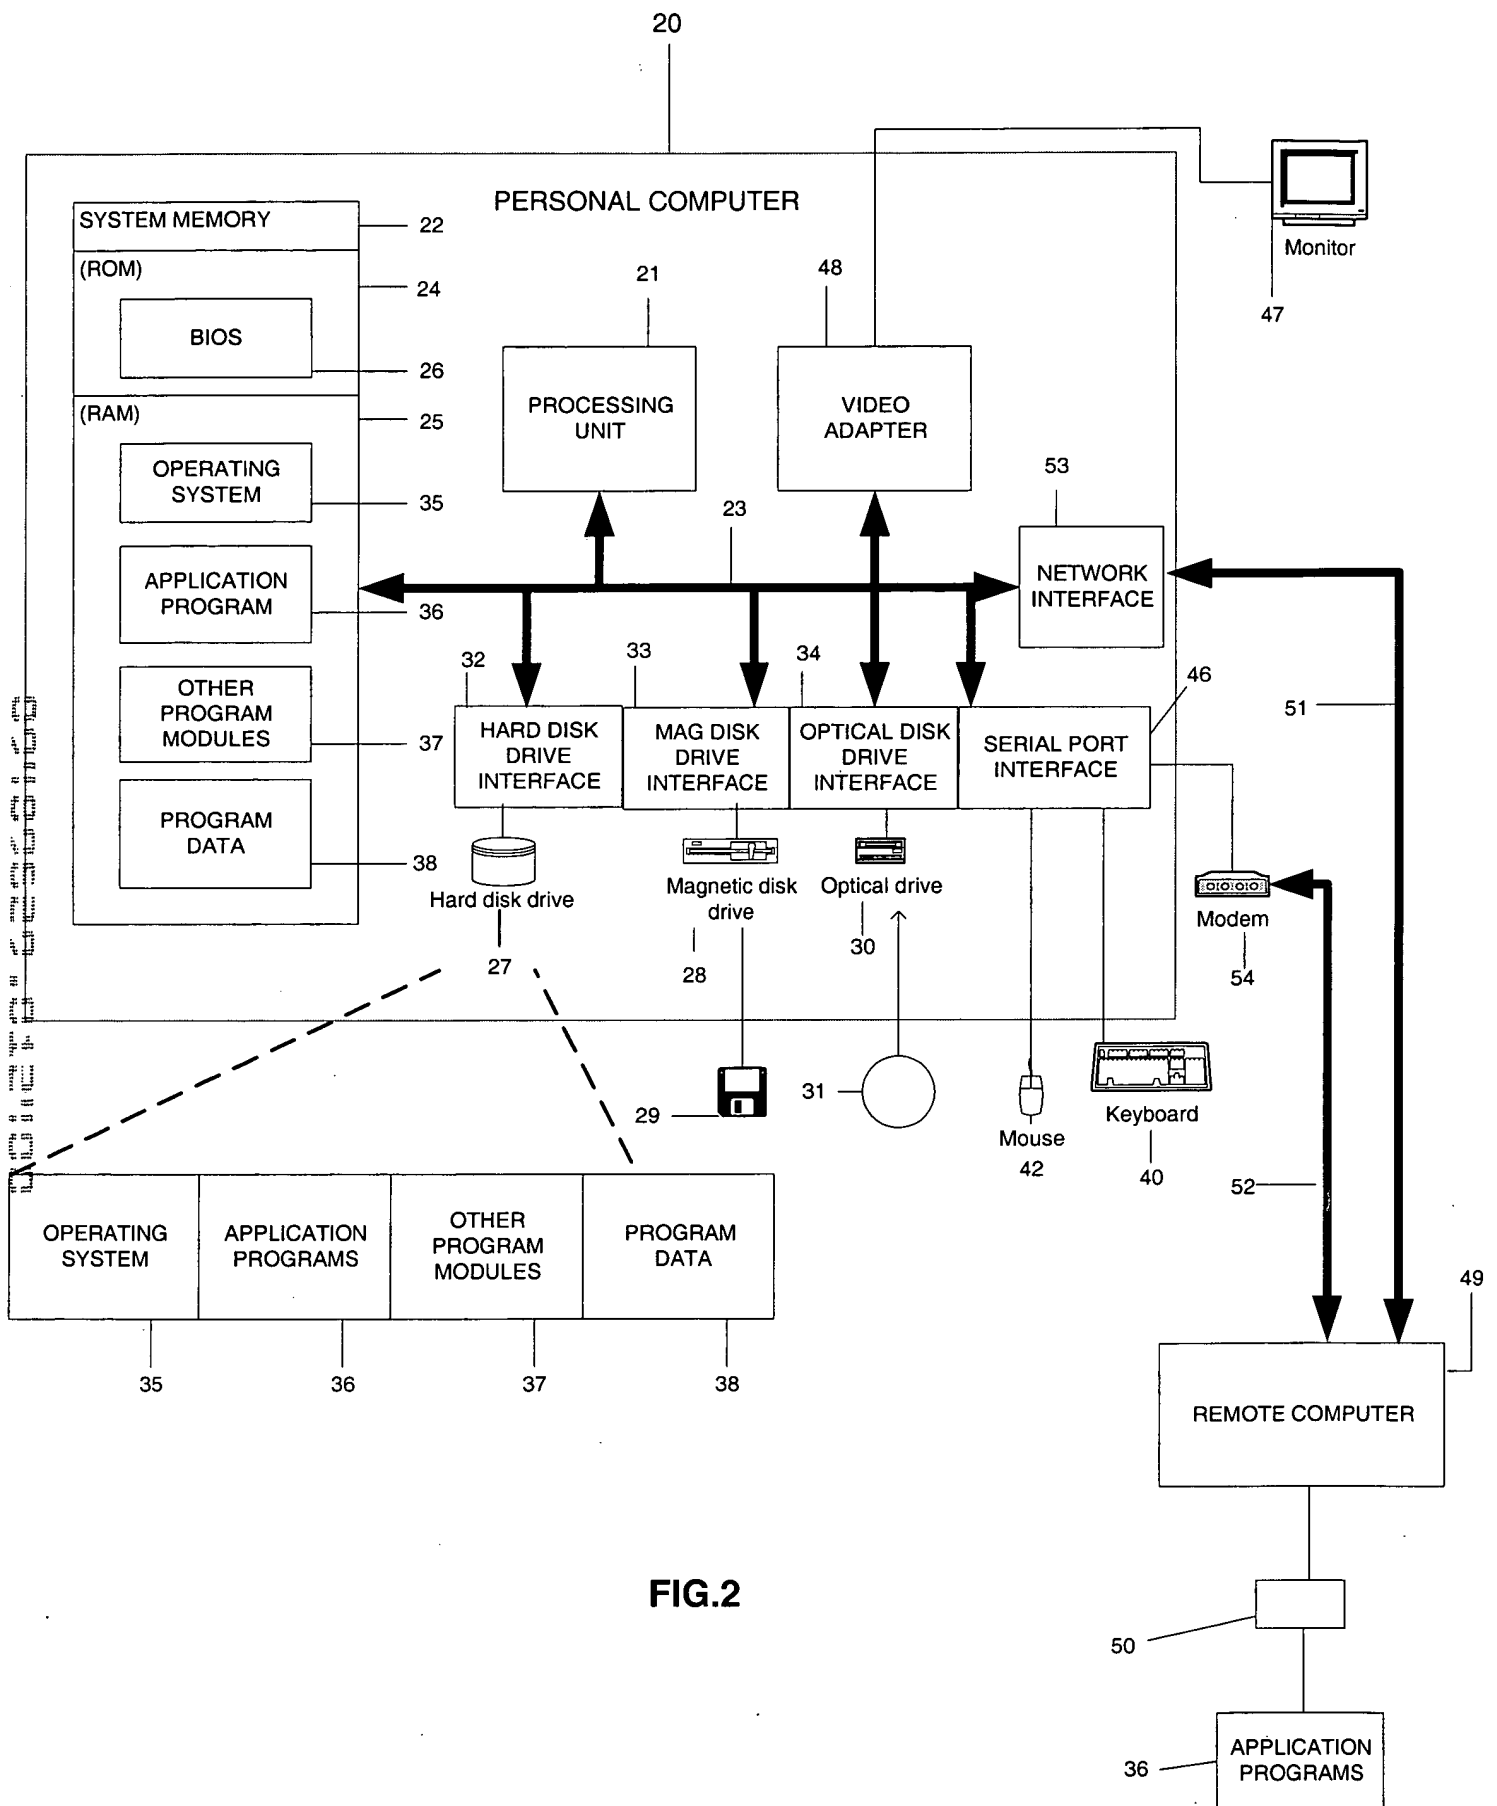 20
PERSONAL COMPUTER
SYSTEM MEMORY
22
(ROM)
24
BIOS
26
(RAM)
25
OPERATING
SYSTEM
35
APPLICATION
PROGRAM
36
OTHER
PROGRAM
MODULES
37
PROGRAM
DATA
38
21
PROCESSING
UNIT
48
VIDEO
ADAPTER
Monitor
47
23
53
NETWORK
INTERFACE
32
HARD DISK
DRIVE
INTERFACE
33
MAG DISK
DRIVE
INTERFACE
34
OPTICAL DISK
DRIVE
INTERFACE
46
SERIAL PORT
INTERFACE
51
Hard disk drive
27
Magnetic disk
drive
28
Optical drive
30
Modem
54
29
31
Mouse
42
Keyboard
40
52
OPERATING
SYSTEM
APPLICATION
PROGRAMS
OTHER
PROGRAM
MODULES
PROGRAM
DATA
35
36
37
38
49
REMOTE COMPUTER
50
36
APPLICATION
PROGRAMS
FIG.2